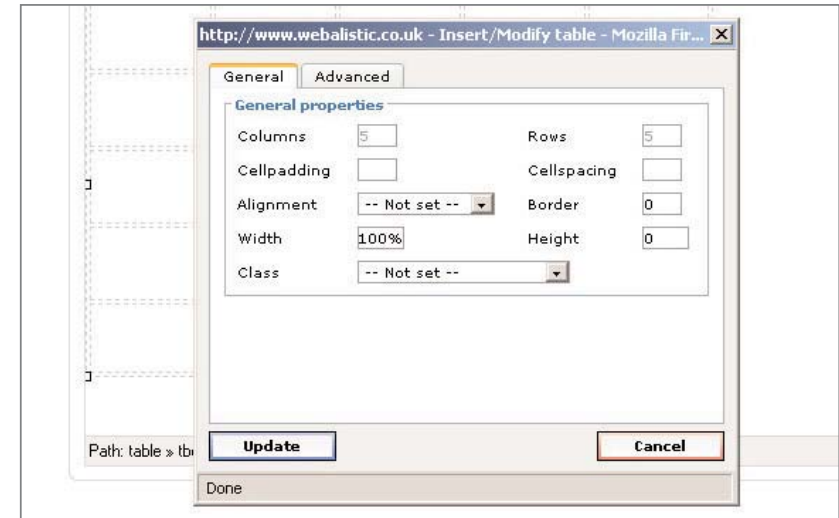 http://www.webalistic.co.uk - Insert/Modify table - Mozilla Fir...
General Advanced
General properties
Columns 5 Rows 5
Cellpadding Cellspacing
Alignment -- Not set -- Border 0
Width 100% Height 0
Class -- Not set --
Path: table »
Update Cancel
Done